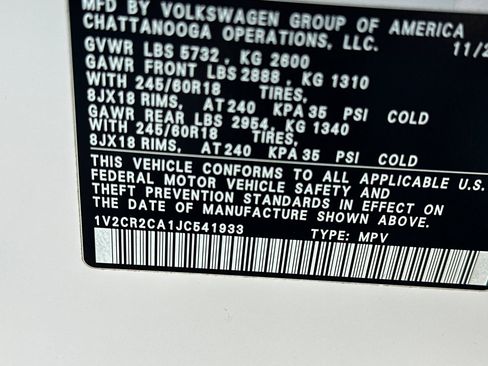 MFD BY VOLKSWAGEN GROUP OF AMERICA
CHATTANOOGA OPERATIONS, LLC. 11/2
GVWR LBS 5732 , KG 2600
GAWR FRONT LBS 2888 , KG 1310
WITH 245/60R18 TIRES,
8JX18 RIMS, AT 240 KPA 35 PSI COLD
GAWR REAR LBS 2954, KG 1340
WITH 245/60R18 TIRES,
8JX18 RIMS, AT 240 KPA 35 PSI COLD
THIS VEHICLE CONFORMS TO ALL APPLICABLE U.S.
FEDERAL MOTOR VEHICLE SAFETY AND
THEFT PREVENTION STANDARDS IN EFFECT ON
THE DATE OF MANUFACTURE SHOWN ABOVE.
1V2CR2CA1JC541933 TYPE: MPV